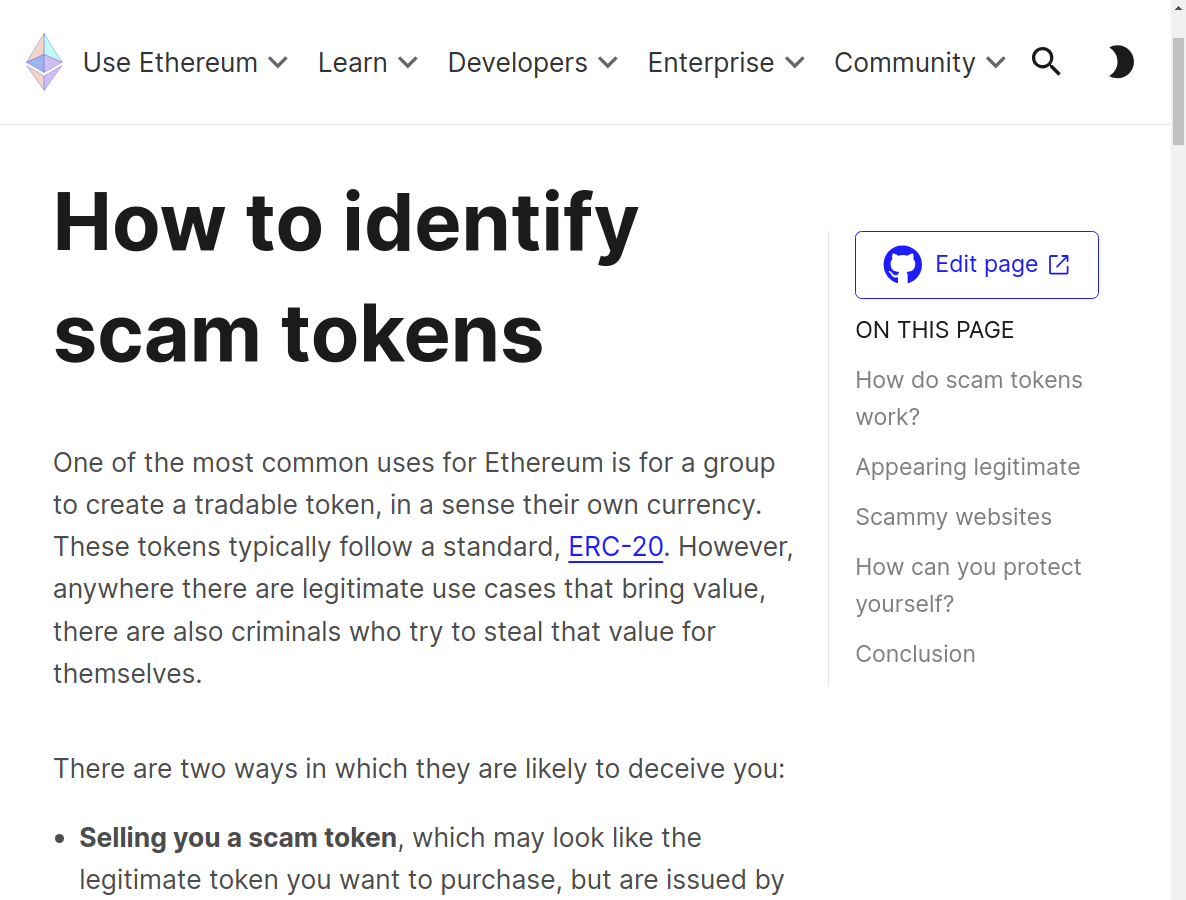 Use Ethereum Learn Developers Enterprise Community
How to identify
scam tokens
One of the most common uses for Ethereum is for a group
to create a tradable token, in a sense their own currency.
These tokens typically follow a standard, ERC-20. However,
anywhere there are legitimate use cases that bring value,
there are also criminals who try to steal that value for
themselves.
There are two ways in which they are likely to deceive you:
• Selling you a scam token, which may look like the
legitimate token you want to purchase, but are issued by
Edit page
ON THIS PAGE
How do scam tokens
work?
Appearing legitimate
Scammy websites
How can you protect
yourself?
Conclusion